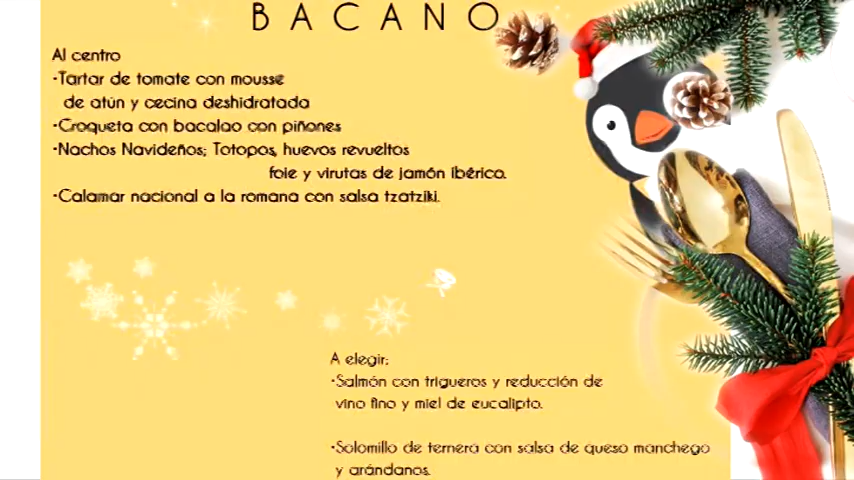 BACANO
Al centro
·Tartar de tomate con mousse
de atún y cecina deshidratada
·Croqueta con bacalao con piñones
·Nachos Navideños; Totopos, huevos revueltos
foie y virutas de jamón ibérico.
·Calamar nacional a la romana con salsa tzatziki.
A elegir:
·Salmón con trigueros y reducción de
vino fino y miel de eucalipto.
·Solomillo de ternera con salsa de queso manchego
y arándanos.